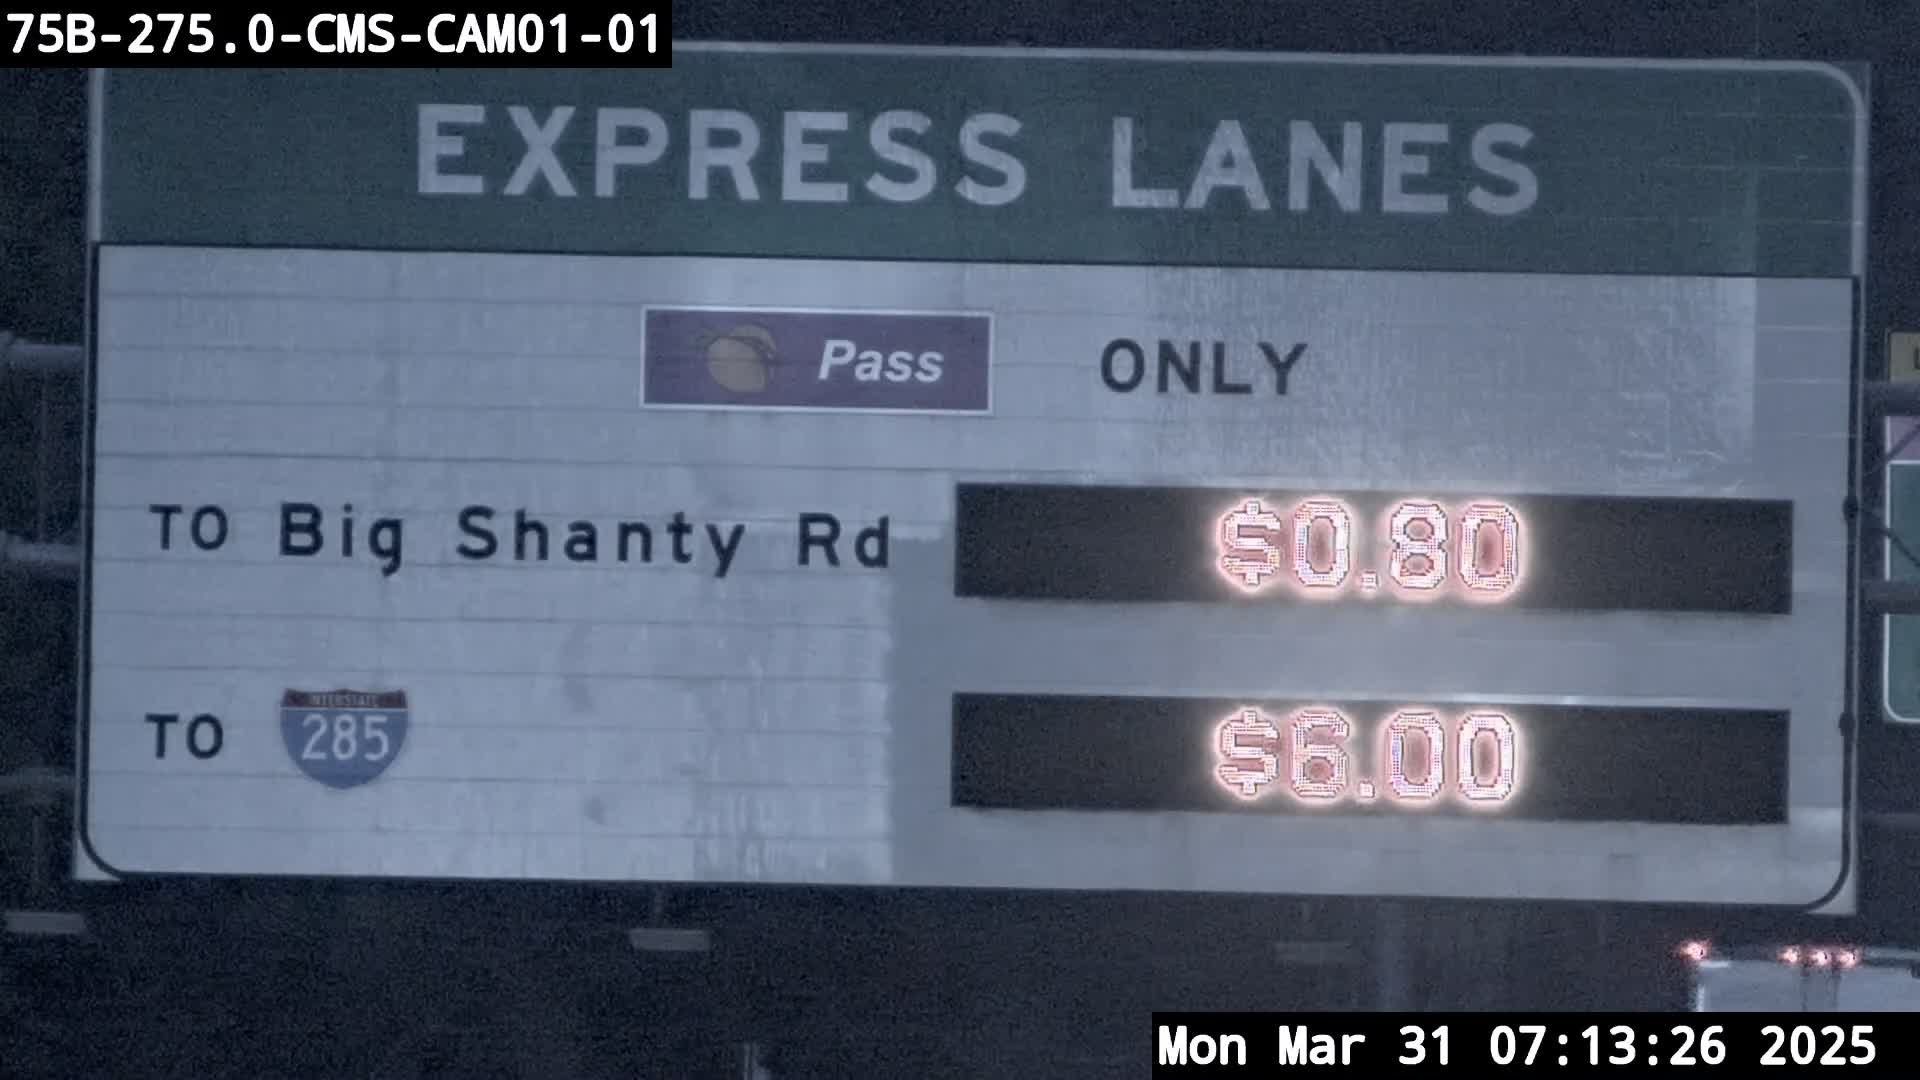 75B-275.0-CMS-CAM01-01
EXPRESS LANES
Pass ONLY
TO Big Shanty Rd $0.80
INTERSTATE
TO 285 $6.00
Mon Mar 31 07:13:26 2025